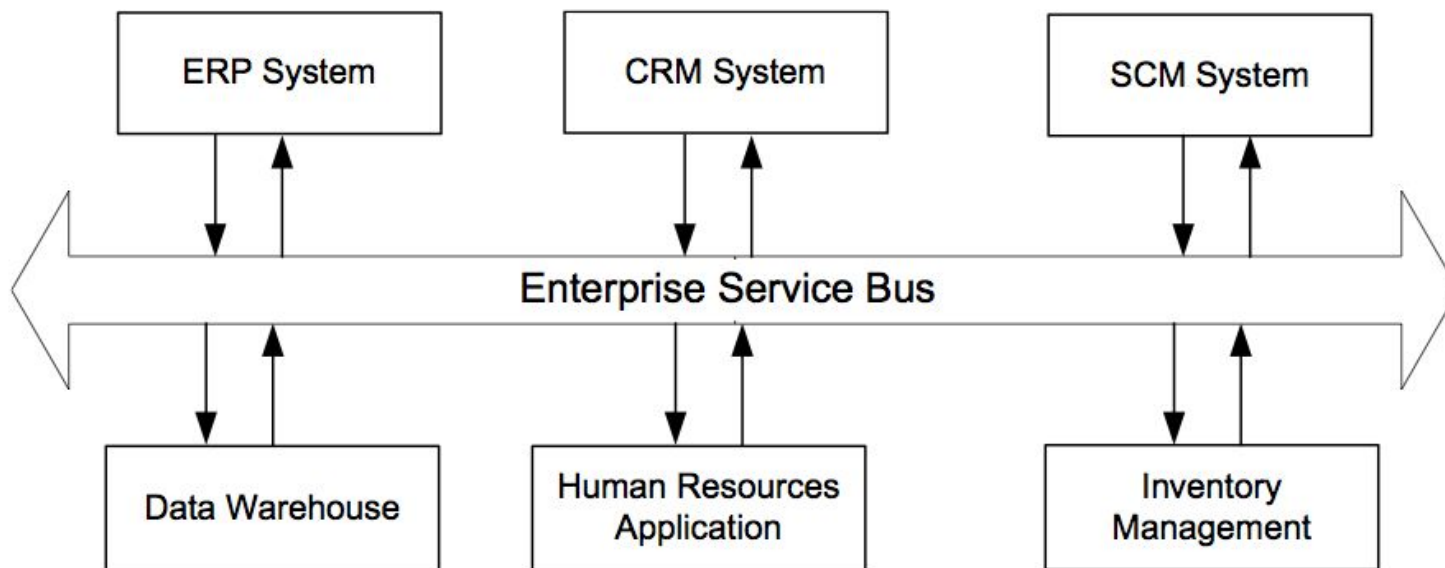 ERP System
CRM System
SCM System
Enterprise Service Bus
Data Warehouse
Human Resources
Application
Inventory
Management